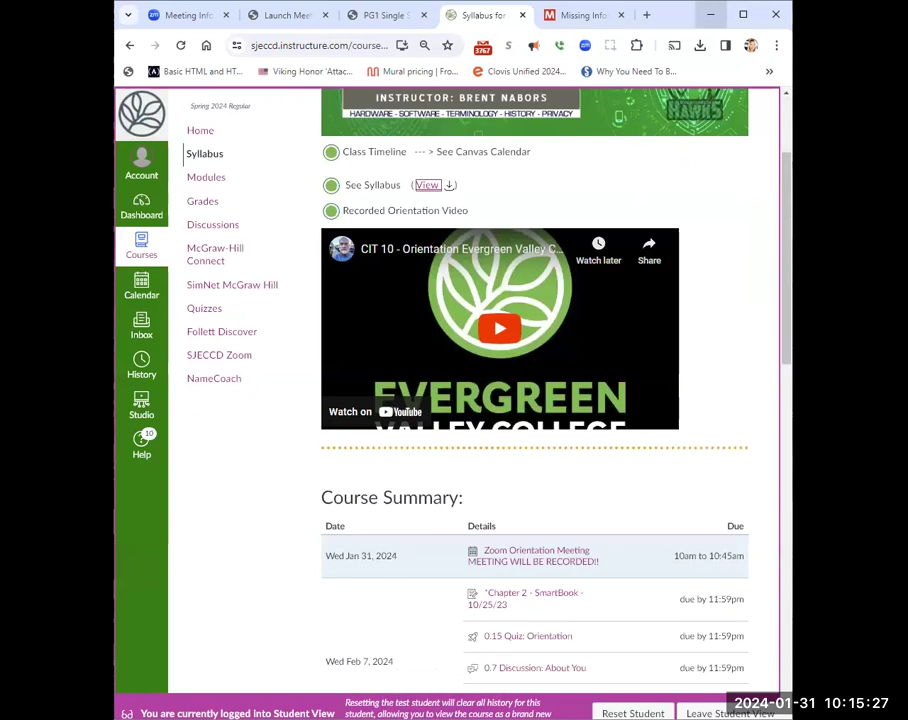 Meeting Info
Launch Meet
PG1 Single S
Syllabus for
Missing Info
sjeccd.instructure.com/course...
3767
Basic HTML and HT...
Viking Honor 'Attac...
Mural pricing | Fro...
Clovis Unified 2024...
Why You Need To B...
Spring 2024 Regular
Home
Syllabus
Modules
Grades
Discussions
McGraw-Hill
Connect
SimNet McGraw Hill
Quizzes
Follett Discover
SJECCD Zoom
NameCoach
Account
Dashboard
Courses
Calendar
Inbox
History
Studio
10
Help
INSTRUCTOR: BRENT NABORS
HARDWARE - SOFTWARE - TERMINOLOGY - HISTORY - PRIVACY
HAWKS
Class Timeline --- > See Canvas Calendar
See Syllabus (View)
Recorded Orientation Video
CIT 10 - Orientation Evergreen Valley C...
Watch later
Share
EVERGREEN
VALLEY COLLEGE
Watch on YouTube
Course Summary:
Date Details Due
Wed Jan 31, 2024
Zoom Orientation Meeting
MEETING WILL BE RECORDED!!
10am to 10:45am
"Chapter 2 - SmartBook -
10/25/23
due by 11:59pm
0.15 Quiz: Orientation
due by 11:59pm
Wed Feb 7, 2024
0.7 Discussion: About You
due by 11:59pm
You are currently logged into Student View
Resetting the test student will clear all history for this
student, allowing you to view the course as a brand new
Reset Student
Leave Student View
2024-01-31 10:15:27